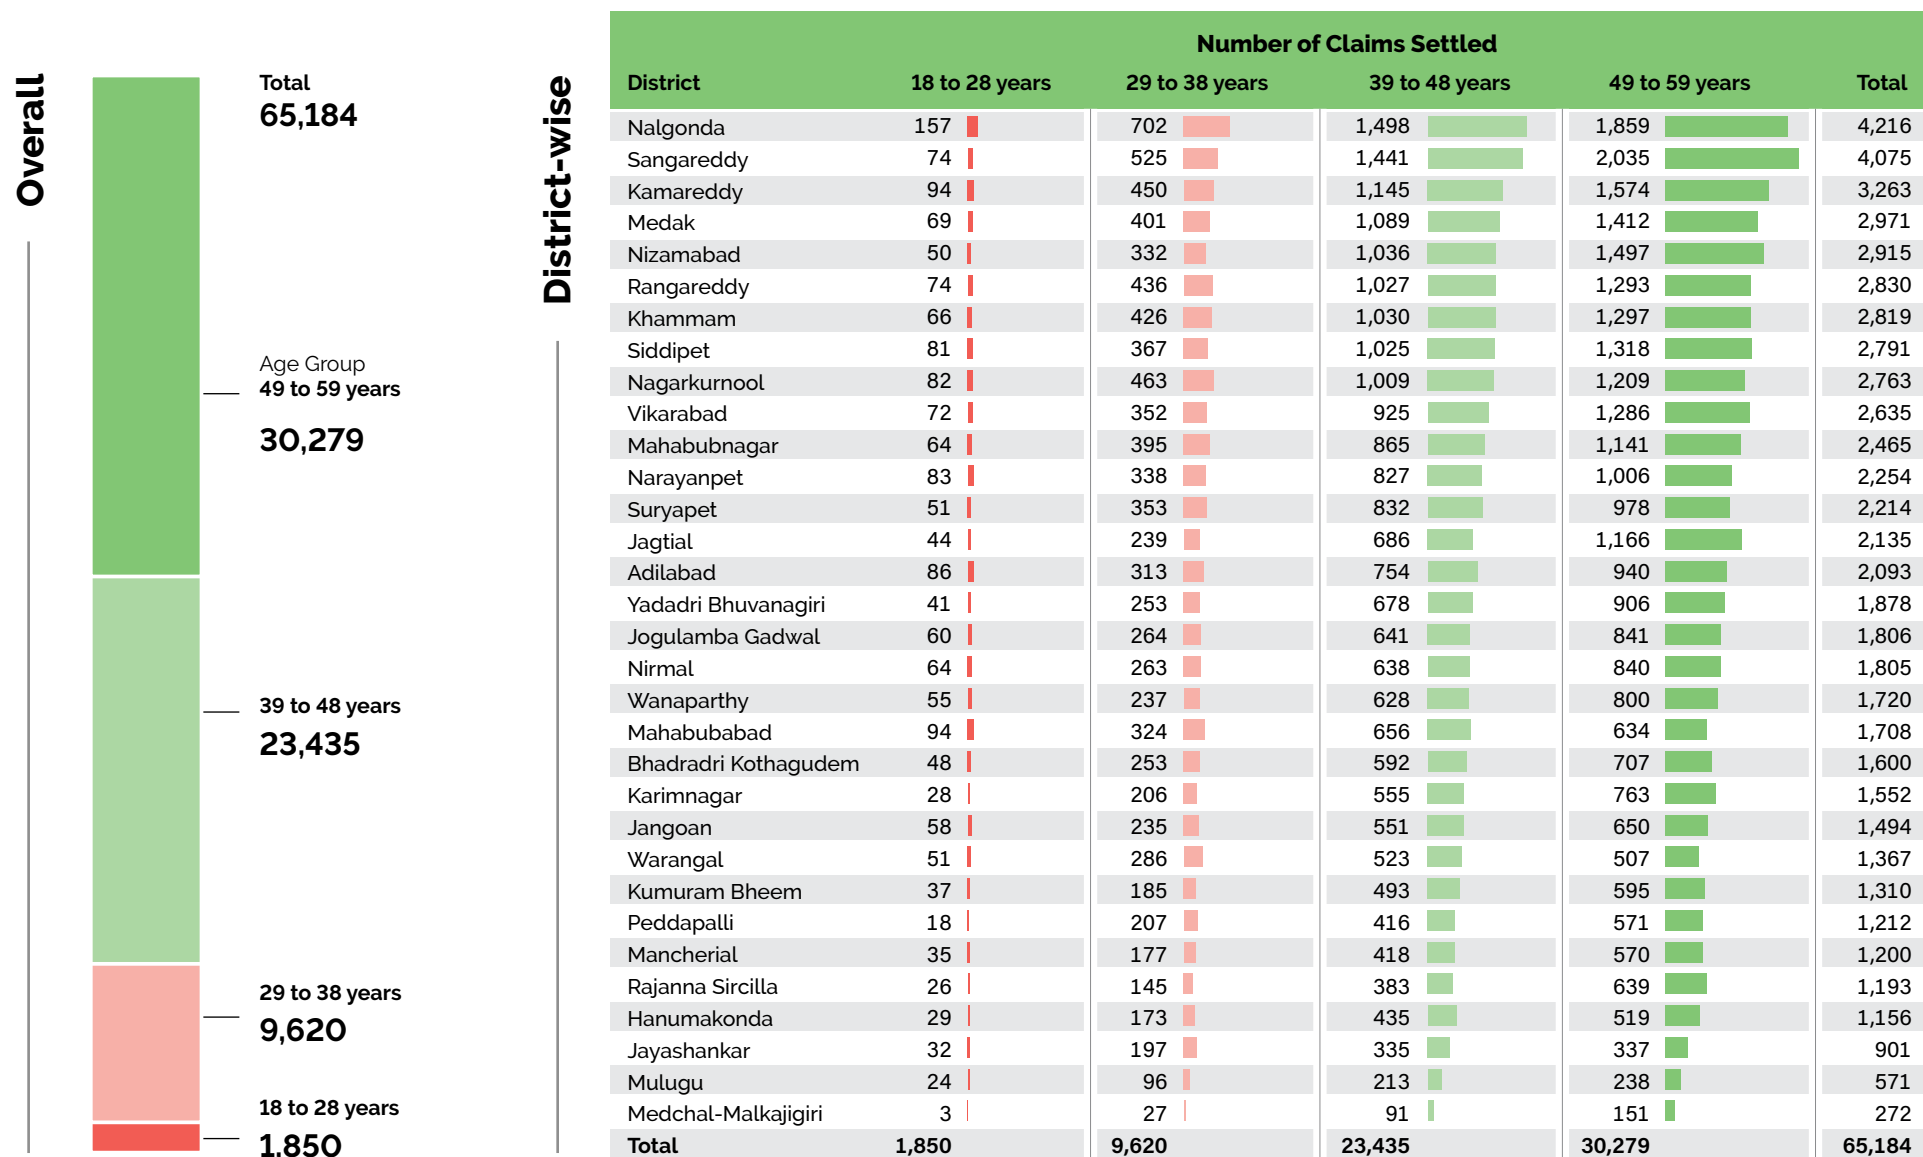 Overall
Total
65,184
Age Group
49 to 59 years
30,279
39 to 48 years
23,435
29 to 38 years
9,620
18 to 28 years
1,850
District-wise
Number of Claims Settled
District 18 to 28 years 29 to 38 years 39 to 48 years 49 to 59 years Total
Nalgonda 157 702 1,498 1,859 4,216
Sangareddy 74 525 1,441 2,035 4,075
Kamareddy 94 450 1,145 1,574 3,263
Medak 69 401 1,089 1,412 2,971
Nizamabad 50 332 1,036 1,497 2,915
Rangareddy 74 436 1,027 1,293 2,830
Khammam 66 426 1,030 1,297 2,819
Siddipet 81 367 1,025 1,318 2,791
Nagarkurnool 82 463 1,009 1,209 2,763
Vikarabad 72 352 925 1,286 2,635
Mahabubnagar 64 395 865 1,141 2,465
Narayanpet 83 338 827 1,006 2,254
Suryapet 51 353 832 978 2,214
Jagtial 44 239 686 1,166 2,135
Adilabad 86 313 754 940 2,093
Yadadri Bhuvanagiri 41 253 678 906 1,878
Jogulamba Gadwal 60 264 641 841 1,806
Nirmal 64 263 638 840 1,805
Wanaparthy 55 237 628 800 1,720
Mahabubabad 94 324 656 634 1,708
Bhadradri Kothagudem 48 253 592 707 1,600
Karimnagar 28 206 555 763 1,552
Jangoan 58 235 551 650 1,494
Warangal 51 286 523 507 1,367
Kumuram Bheem 37 185 493 595 1,310
Peddapalli 18 207 416 571 1,212
Mancherial 35 177 418 570 1,200
Rajanna Sircilla 26 145 383 639 1,193
Hanumakonda 29 173 435 519 1,156
Jayashankar 32 197 335 337 901
Mulugu 24 96 213 238 571
Medchal-Malkajigiri 3 27 91 151 272
Total 1,850 9,620 23,435 30,279 65,184